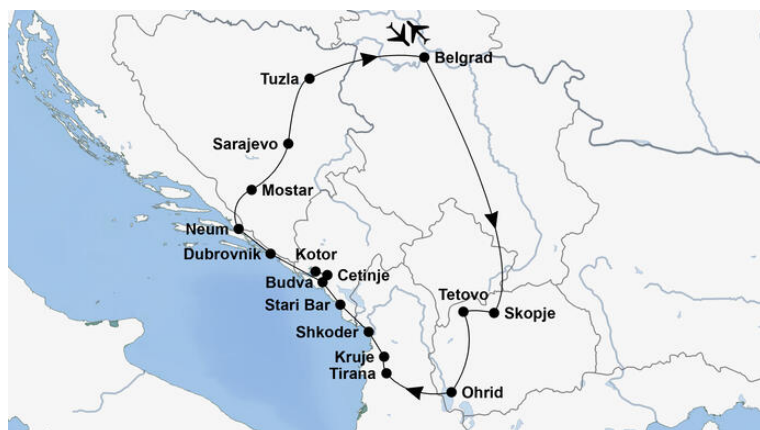 Belgrad
Tuzla
Sarajevo
Mostar
Neum
Dubrovnik
Kotor
Cetinje
Budva
Tetovo
Stari Bar
Skopje
Shkoder
Kruje
Tirana
Ohrid